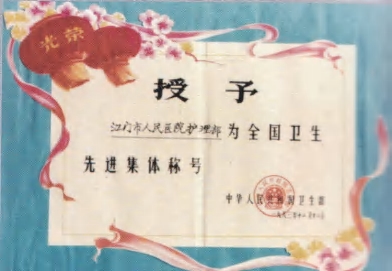 光荣
授予
江门市人民医院护理部为全国卫生
先进集体称号
中华人民共和国卫生部